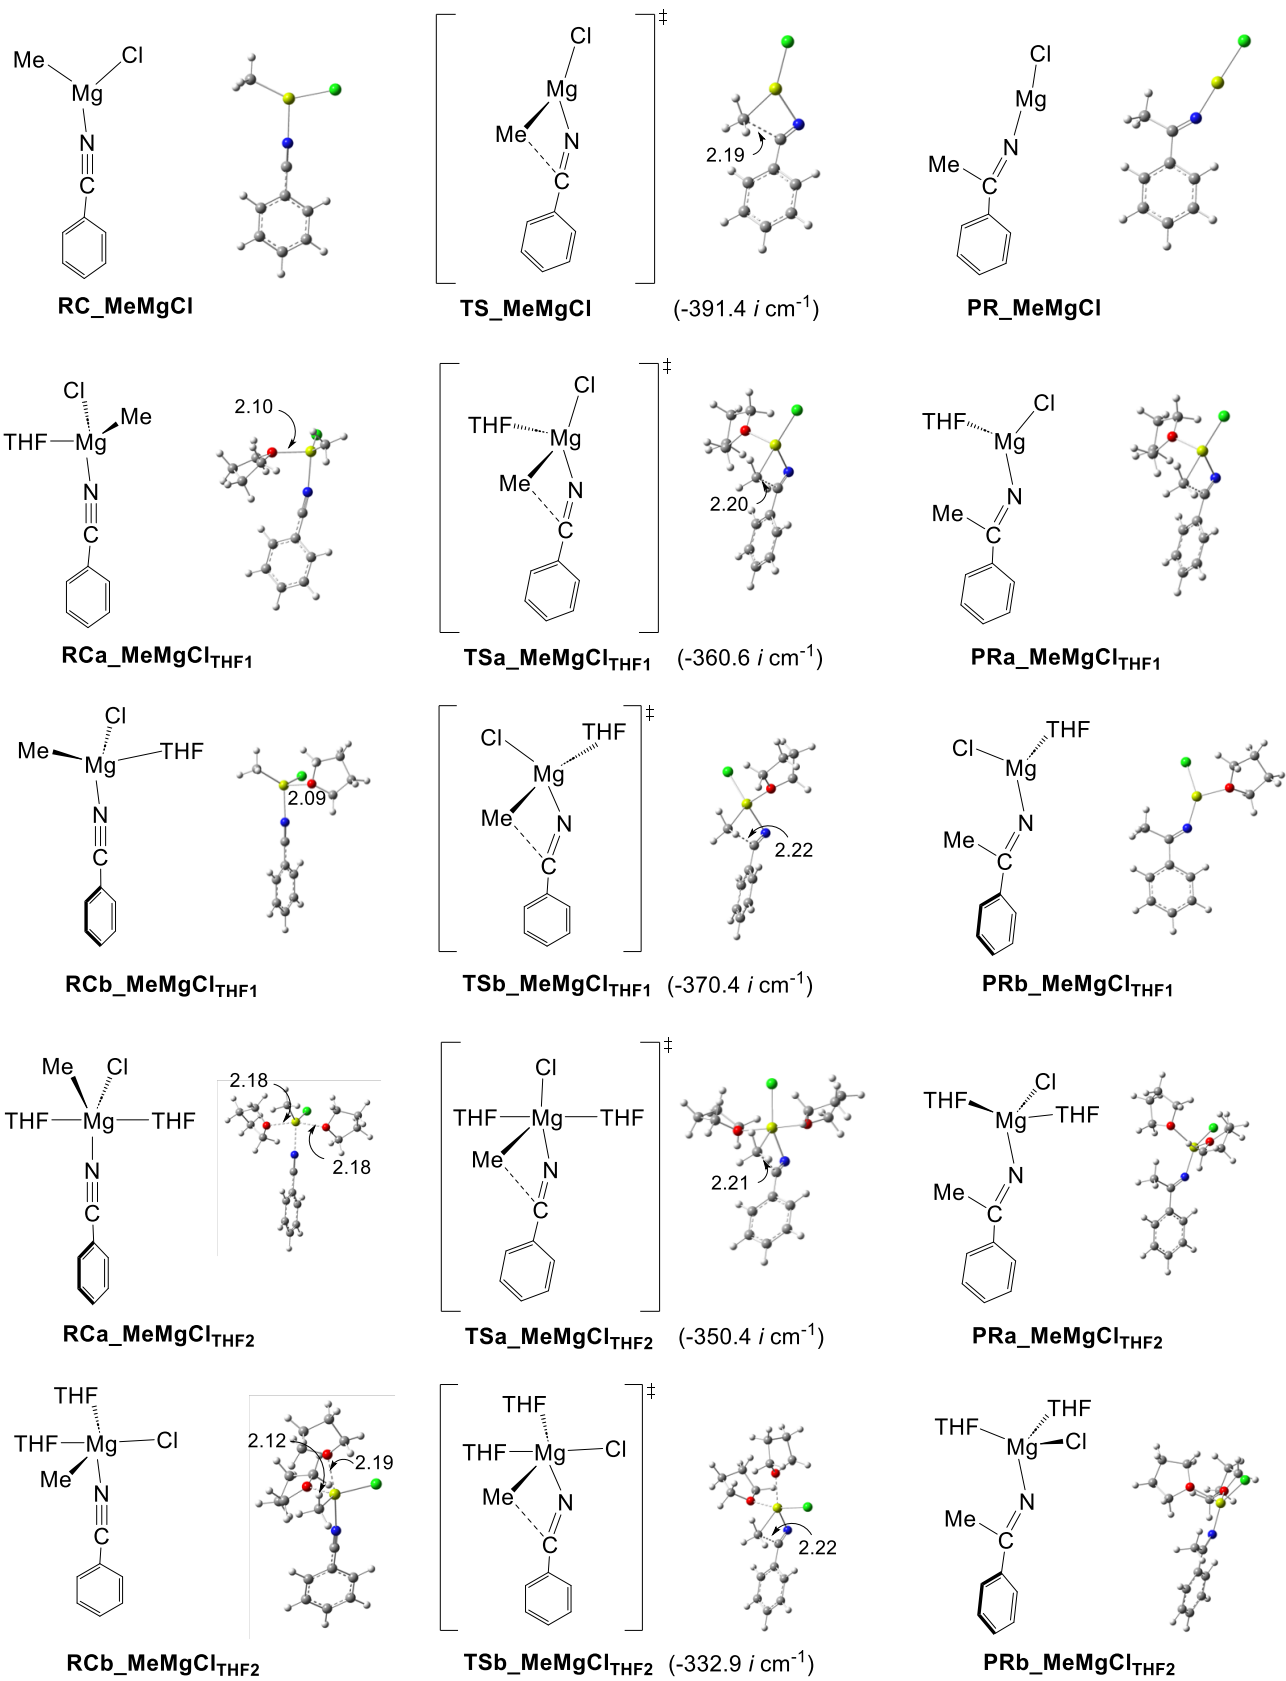 Me Cl
Mg
N
C
RC_MeMgCl
Cl ‡
Mg
Me N
C
2.19
TS_MeMgCl (-391.4 i cm-1)
Cl
Mg
N
Me C
PR_MeMgCl
Cl Me
THF Mg
N
C
2.10
RCa_MeMgClTHF1
Cl ‡
THF Mg
Me N
C
2.20
TSa_MeMgClTHF1 (-360.6 i cm-1)
THF Cl
Mg
N
Me C
PRa_MeMgClTHF1
Cl
Me Mg THF
N
C
2.09
RCb_MeMgClTHF1
Cl THF ‡
Mg
Me N
C
2.22
TSb_MeMgClTHF1 (-370.4 i cm-1)
Cl THF
Mg
N
Me C
PRb_MeMgClTHF1
Me Cl
THF Mg THF
N
C
2.18
2.18
RCa_MeMgClTHF2
Cl ‡
THF Mg THF
Me N
C
2.21
TSa_MeMgClTHF2 (-350.4 i cm-1)
THF Cl
Mg THF
N
Me C
PRa_MeMgClTHF2
THF
THF Mg Cl
Me N
C
2.12
2.19
RCb_MeMgClTHF2
THF ‡
THF Mg Cl
Me N
C
2.22
TSb_MeMgClTHF2 (-332.9 i cm-1)
THF THF
Mg Cl
N
Me C
PRb_MeMgClTHF2